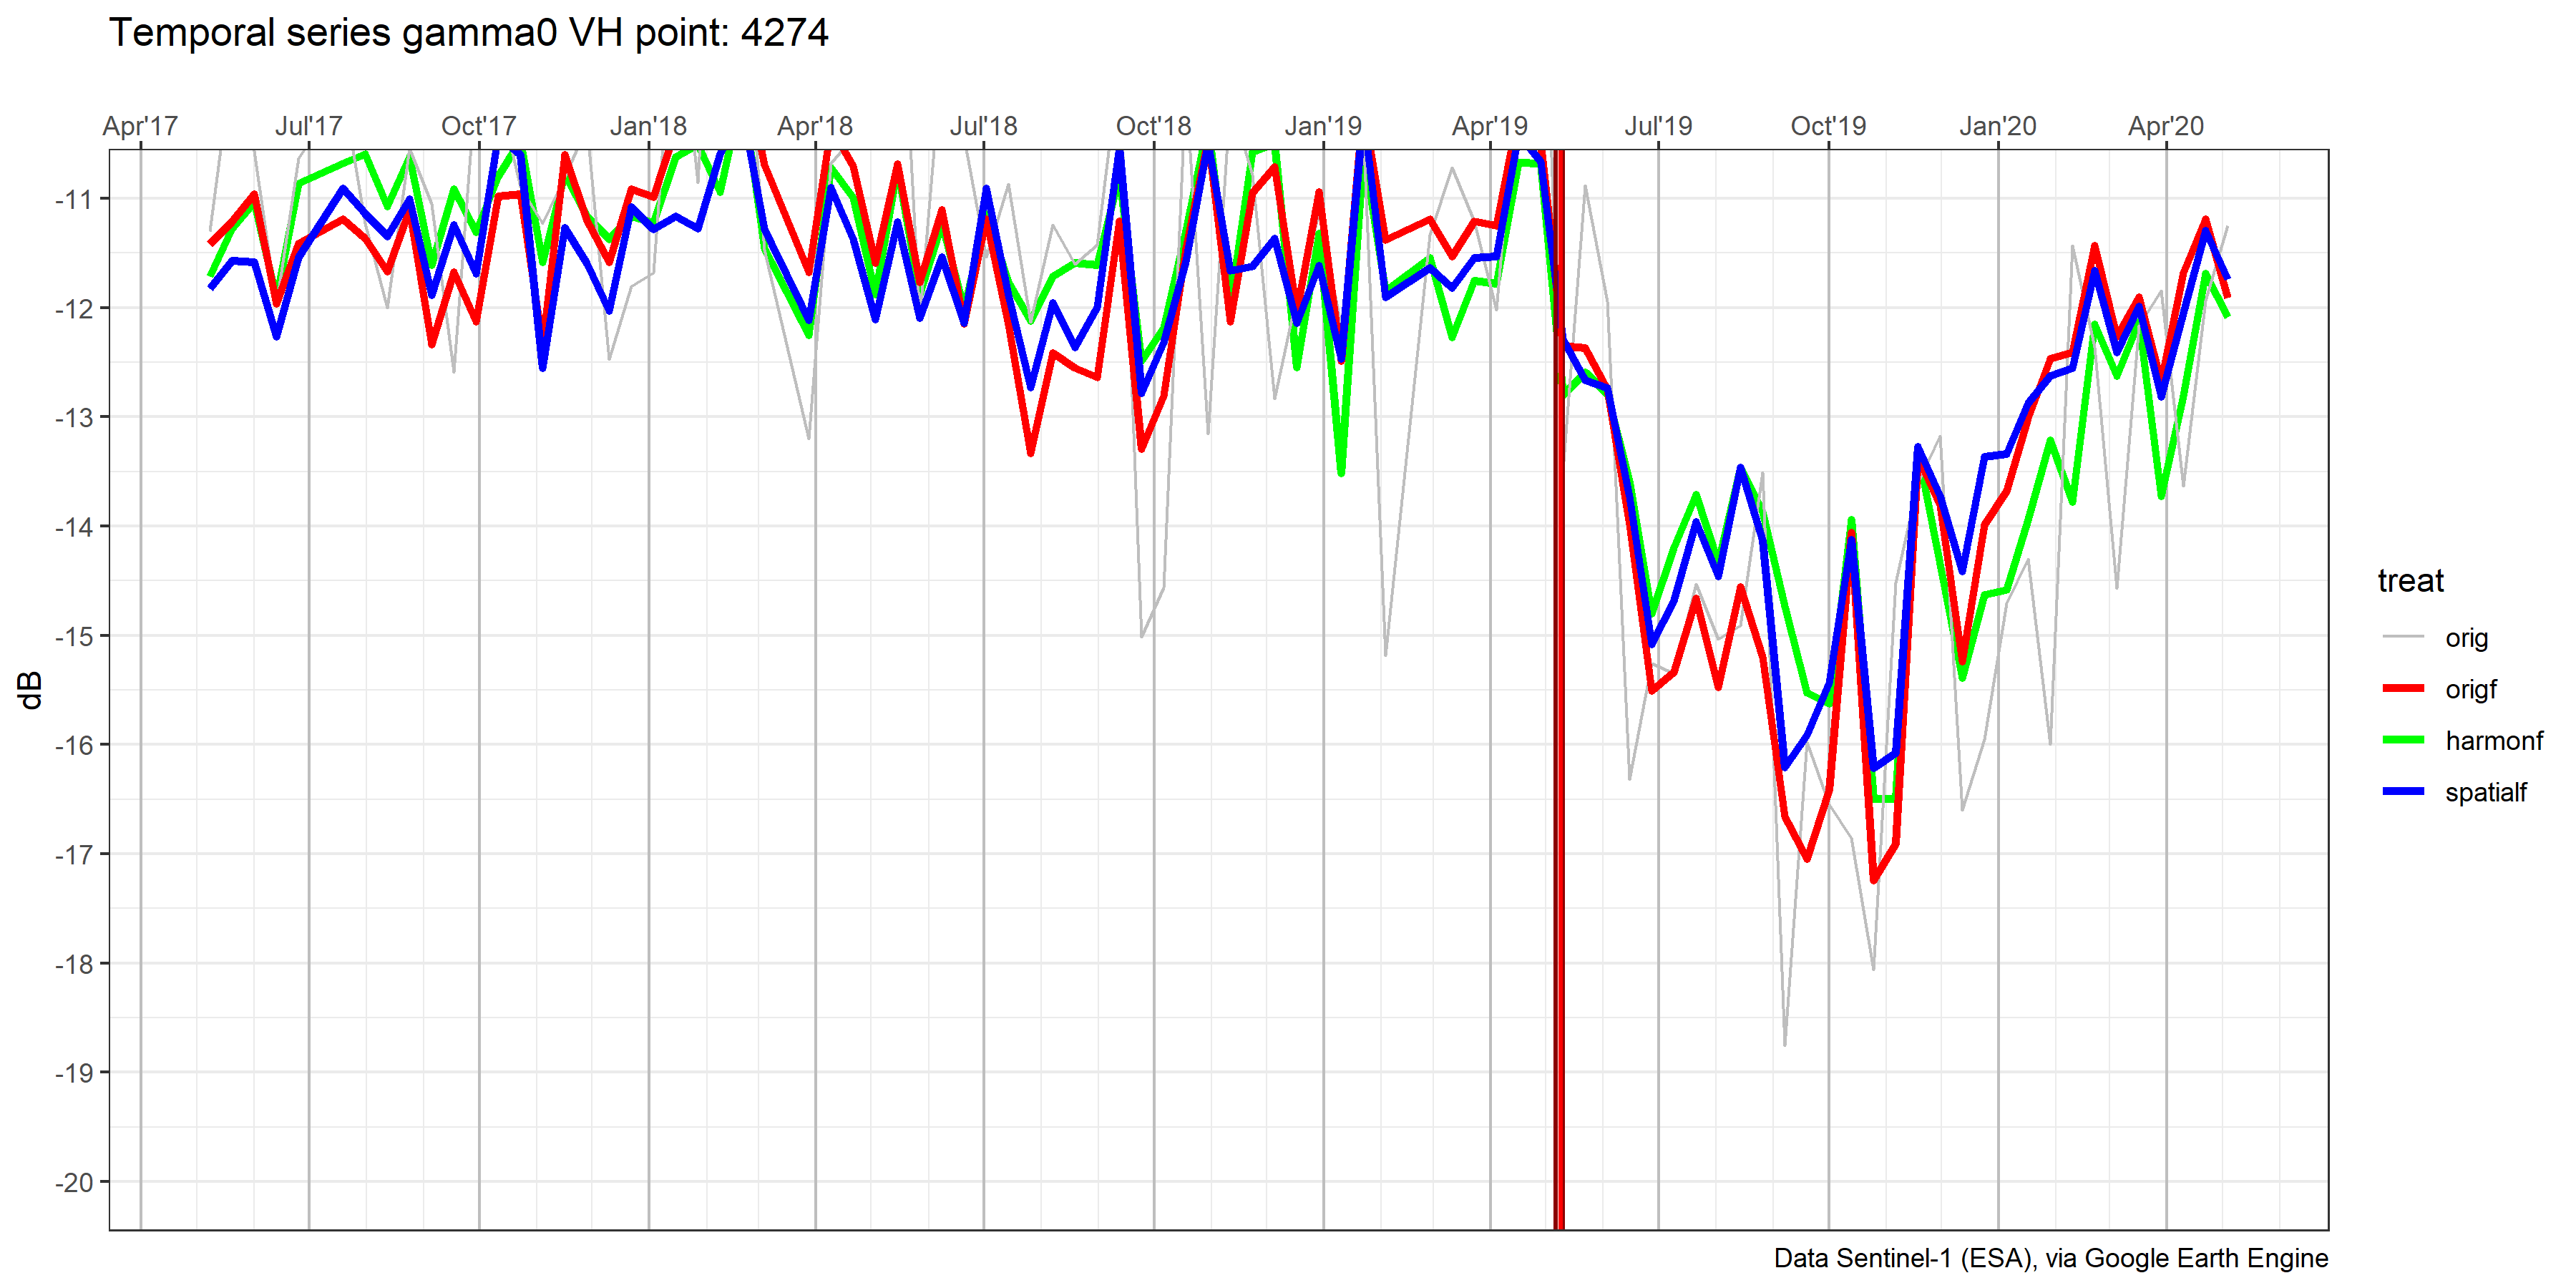 Temporal series gamma0 VH point: 4274
Apr'17 Jul'17 Oct'17 Jan'18 Apr'18 Jul'18 Oct'18 Jan'19 Apr'19 Jul'19 Oct'19 Jan'20 Apr'20
-11
-12
-13
-14
-15
-16
-17
-18
-19
-20
dB
treat
orig
origf
harmonf
spatialf
Data Sentinel-1 (ESA), via Google Earth Engine